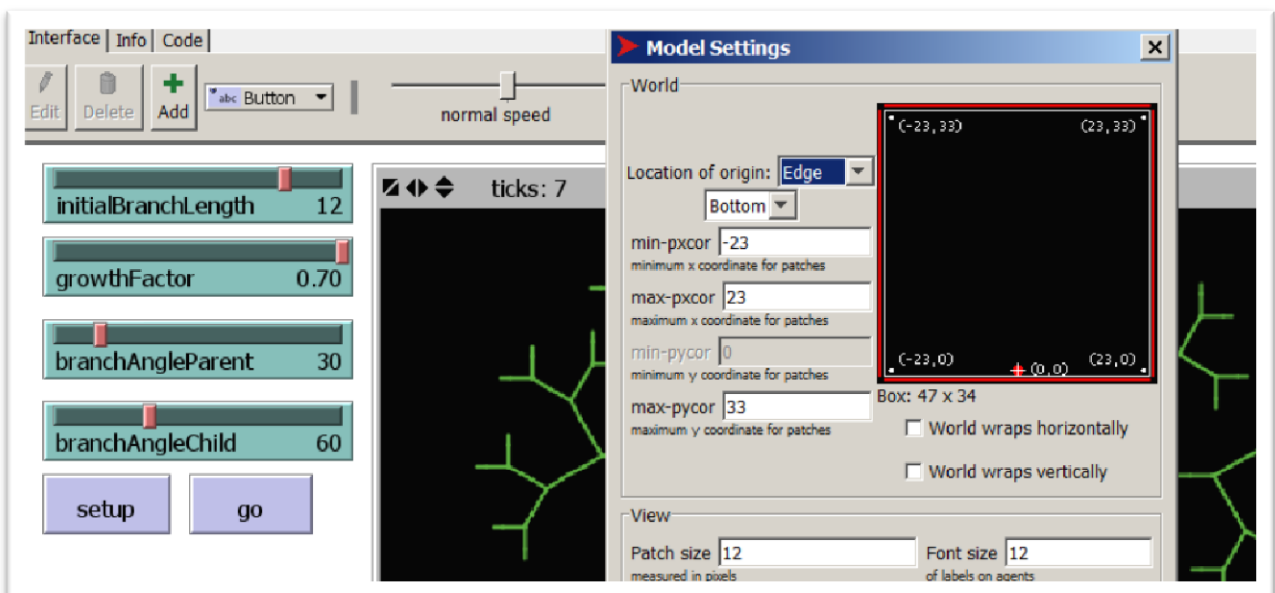 Interface Info Code
Edit Delete Add abc Button
normal speed
initialBranchLength 12
growthFactor 0.70
branchAngleParent 30
branchAngleChild 60
setup go
ticks: 7
Model Settings
World
Location of origin: Edge
Bottom
min-pxcor -23
minimum x coordinate for patches
max-pxcor 23
maximum x coordinate for patches
min-pycor 0
minimum y coordinate for patches
max-pycor 33
maximum y coordinate for patches
(-23,33) (23,33)
(-23,0) (0,0) (23,0)
Box: 47 x 34
World wraps horizontally
World wraps vertically
View
Patch size 12
measured in pixels
Font size 12
of labels on agents